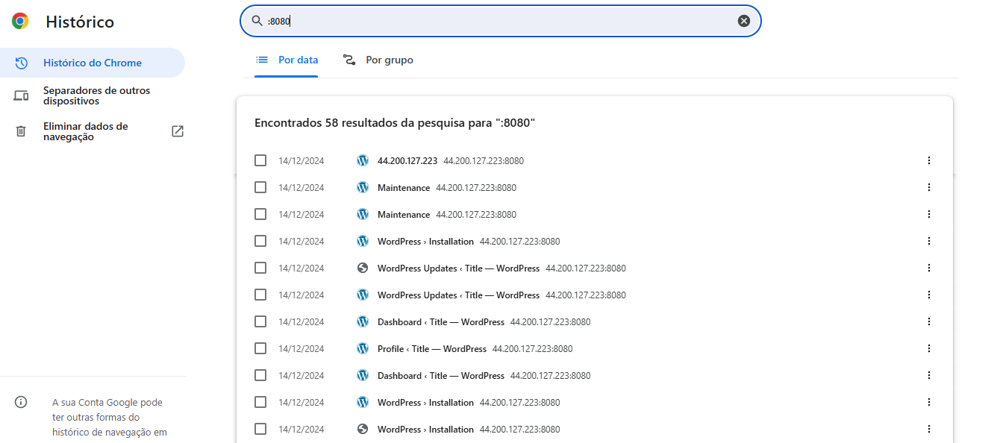 Histórico
:8080
Histórico do Chrome
Separadores de outros
dispositivos
Eliminar dados de
navegação
Por data
Por grupo
Encontrados 58 resultados da pesquisa para ":8080"
14/12/2024 44.200.127.223 44.200.127.223:8080
14/12/2024 Maintenance 44.200.127.223:8080
14/12/2024 Maintenance 44.200.127.223:8080
14/12/2024 WordPress › Installation 44.200.127.223:8080
14/12/2024 WordPress Updates ‹ Title — WordPress 44.200.127.223:8080
14/12/2024 WordPress Updates ‹ Title — WordPress 44.200.127.223:8080
14/12/2024 Dashboard ‹ Title — WordPress 44.200.127.223:8080
14/12/2024 Profile ‹ Title — WordPress 44.200.127.223:8080
14/12/2024 Dashboard ‹ Title — WordPress 44.200.127.223:8080
14/12/2024 WordPress › Installation 44.200.127.223:8080
14/12/2024 WordPress › Installation 44.200.127.223:8080
A sua Conta Google pode
ter outras formas do
histórico de navegação em